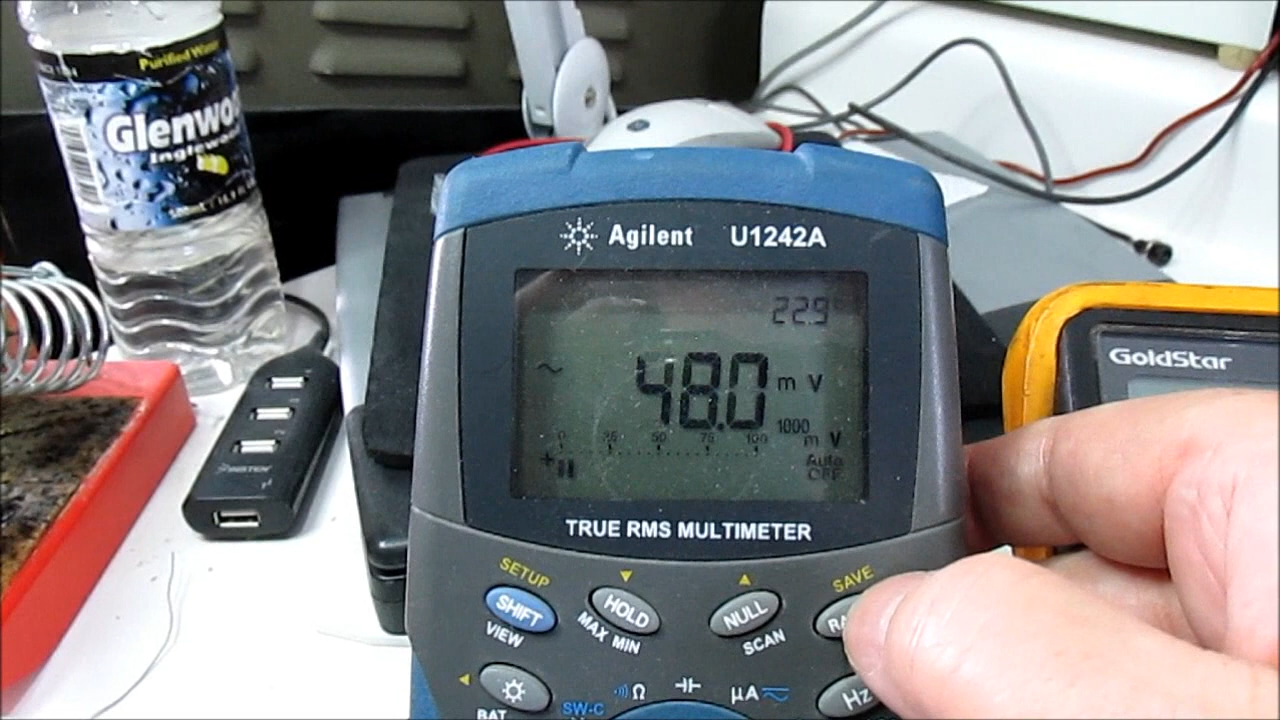 Purified Water
Glenwo
Inglewood
Agilent U1242A
22.9
48.0 m V
1000
m V
0 25 50 75 100
Auto
OFF
TRUE RMS MULTIMETER
GoldStar
SETUP
SAVE
SHIFT
HOLD
NULL
RA
VIEW
MAX MIN
SCAN
Hz
BAT
SW-C
Ω
μA